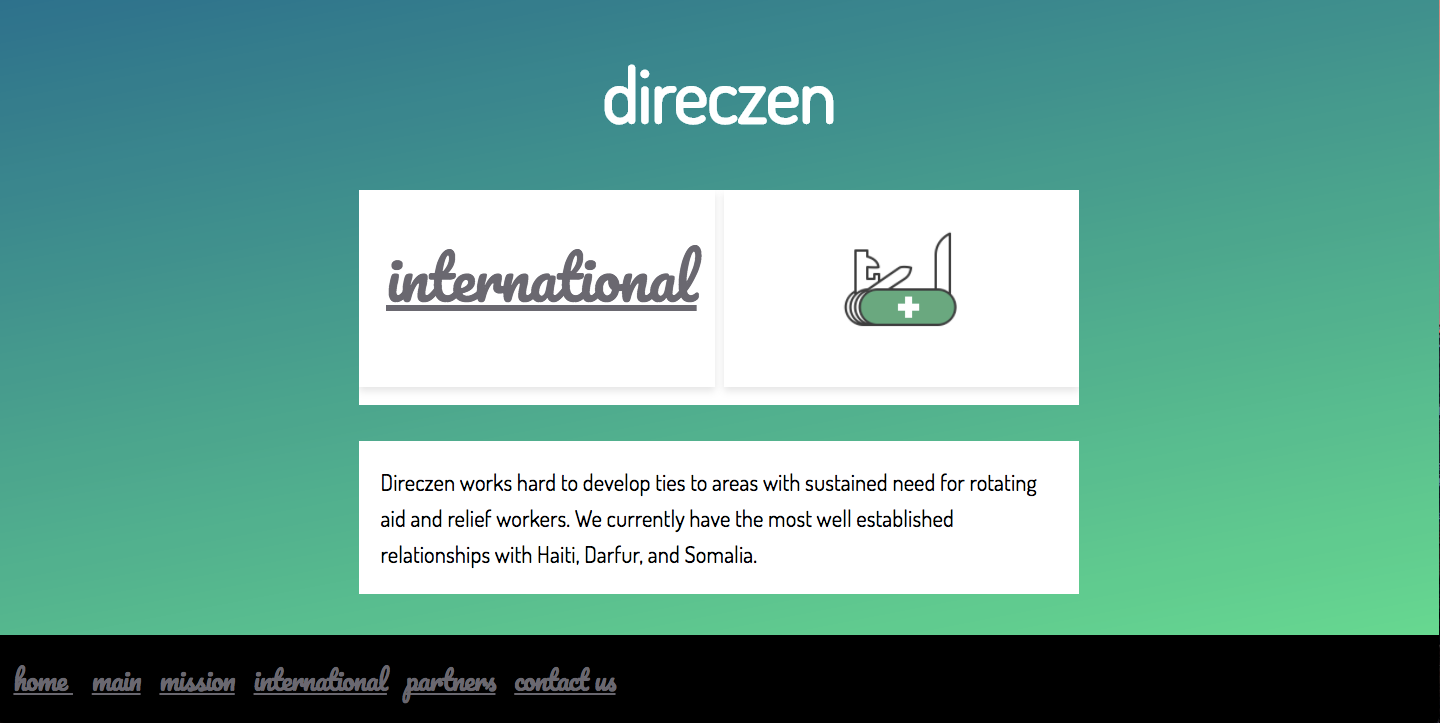 direczen
international
Direczen works hard to develop ties to areas with sustained need for rotating
aid and relief workers. We currently have the most well established
relationships with Haiti, Darfur, and Somalia.
home main mission international partners contact us